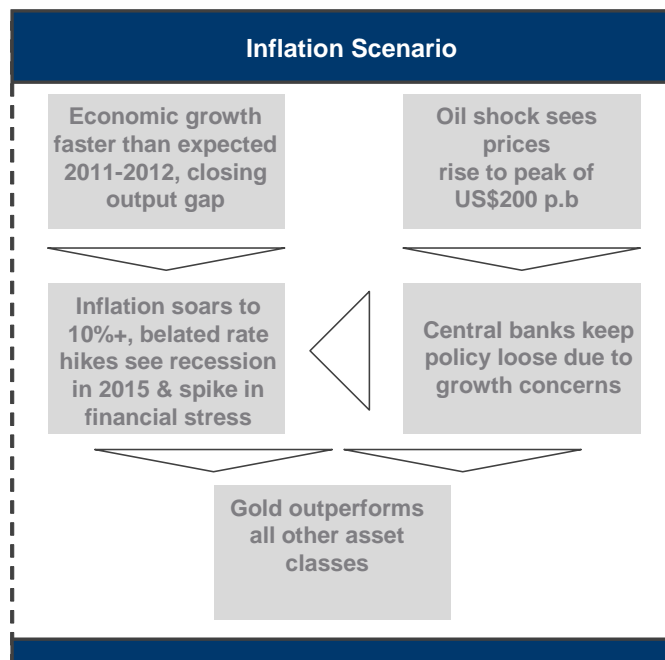 Inflation Scenario
Economic growth
faster than expected
2011-2012, closing
output gap
Oil shock sees
prices
rise to peak of
US$200 p.b
Inflation soars to
10%+, belated rate
hikes see recession
in 2015 & spike in
financial stress
Central banks keep
policy loose due to
growth concerns
Gold outperforms
all other asset
classes